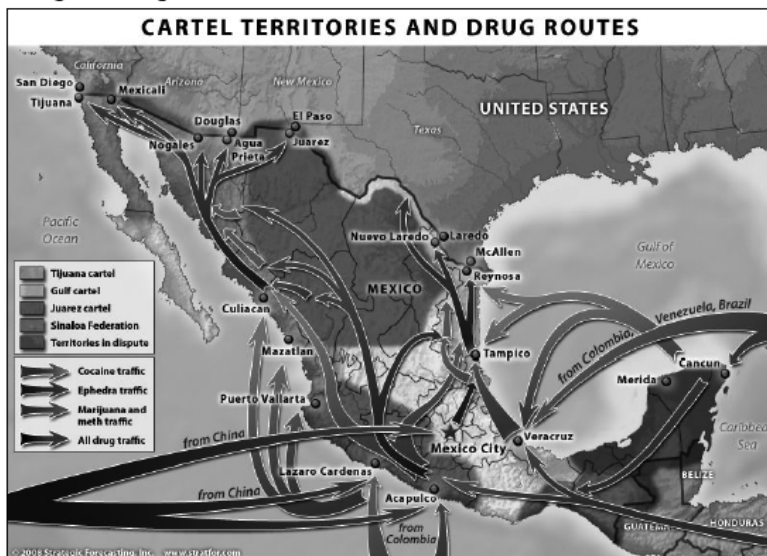 CARTEL TERRITORIES AND DRUG ROUTES
California
Arizona
New Mexico
San Diego
Tijuana
Mexicali
Douglas
El Paso
Nogales
Agua
Prieta
Juarez
UNITED STATES
Texas
Pacific
Ocean
Nuevo Laredo
Laredo
McAllen
Reynosa
Gulf of
Mexico
Tijuana cartel
Gulf cartel
Juarez cartel
Sinaloa Federation
Territories in dispute
MEXICO
Culiacan
Mazatlan
Tampico
from Colombia, Venezuela, Brazil
Cancun
Merida
Cocaine traffic
Ephedra traffic
Marijuana and
meth traffic
All drug traffic
Puerto Vallarta
from China
Mexico City
Veracruz
Caribbean
Sea
Lazaro Cardenas
from China
Acapulco
from
Colombia
BELIZE
GUATEMALA
HONDURAS
© 2008 Strategic Forecasting, Inc. www.stratfor.com